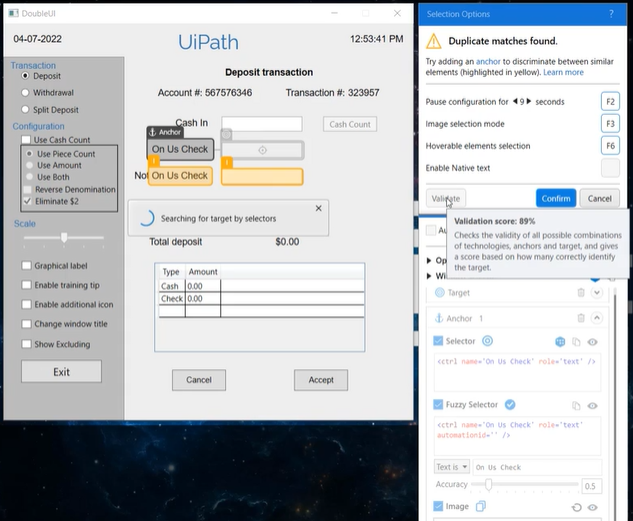 DoubleUI
04-07-2022
UiPath
12:53:41 PM
Transaction
Deposit
Withdrawal
Split Deposit
Configuration
Use Cash Count
Use Piece Count
Use Amount
Use Both
Reverse Denomination
Eliminate $2
Scale
Graphical label
Enable training tip
Enable additional icon
Change window title
Show Excluding
Exit
Deposit transaction
Account #: 567576346
Transaction #: 323957
Cash In
Cash Count
Anchor
On Us Check
Not On Us Check
Searching for target by selectors
Total deposit
$0.00
Type Amount
Cash 0.00
Check 0.00
Cancel
Accept
Selection Options
?
Duplicate matches found.
Try adding an anchor to discriminate between similar
elements (highlighted in yellow). Learn more
Pause configuration for 9 seconds
F2
Image selection mode
F3
Hoverable elements selection
F6
Enable Native text
Validate
Confirm
Cancel
Validation score: 89%
Checks the validity of all possible combinations
of technologies, anchors and target, and gives
a score based on how many correctly identify
the target.
Target
Anchor 1
Selector
<ctrl name='On Us Check' role='text' />
Fuzzy Selector
<ctrl name='On Us Check' role='text'
automationid='' />
Text is
On Us Check
Accuracy
0.5
Image